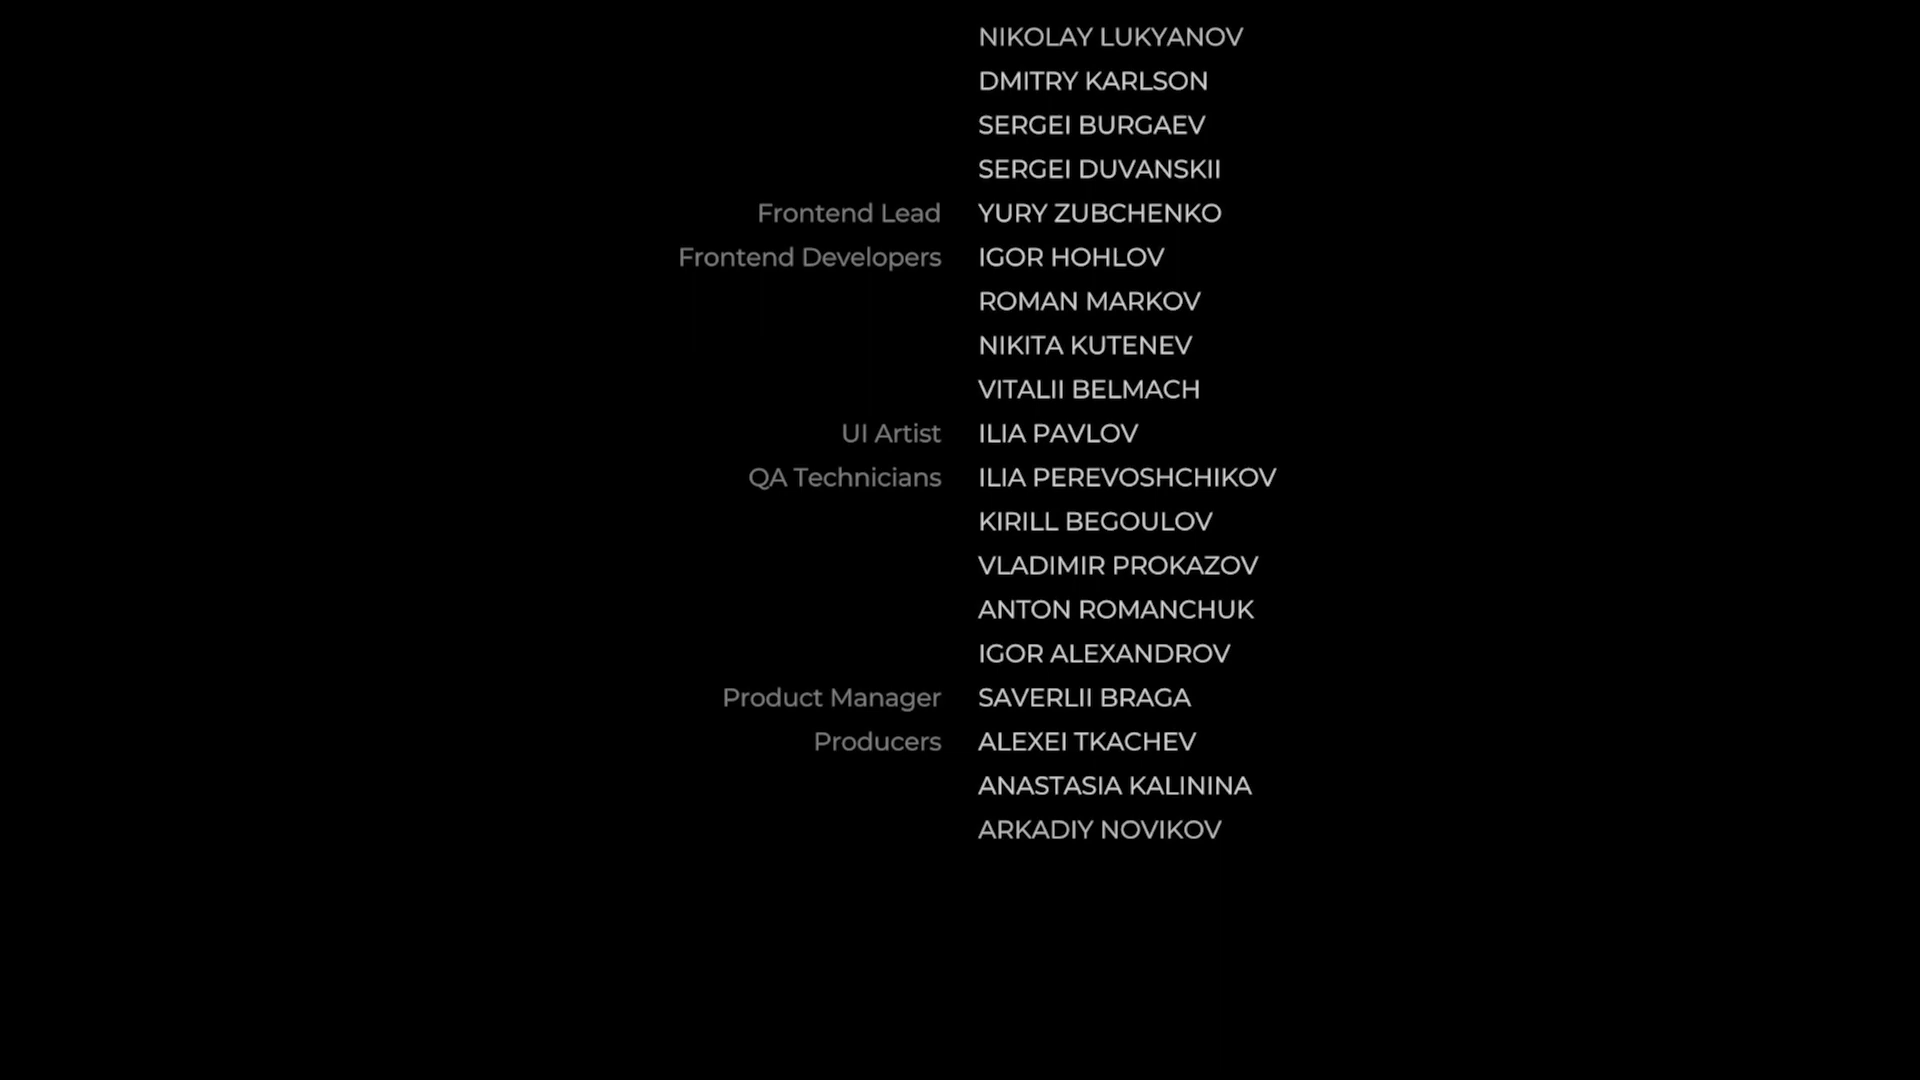 NIKOLAY LUKYANOV
DMITRY KARLSON
SERGEI BURGAEV
SERGEI DUVANSKII
Frontend Lead YURY ZUBCHENKO
Frontend Developers IGOR HOHLOV
ROMAN MARKOV
NIKITA KUTENEV
VITALII BELMACH
UI Artist ILIA PAVLOV
QA Technicians ILIA PEREVOSHCHIKOV
KIRILL BEGOULOV
VLADIMIR PROKAZOV
ANTON ROMANCHUK
IGOR ALEXANDROV
Product Manager SAVERLII BRAGA
Producers ALEXEI TKACHEV
ANASTASIA KALININA
ARKADIY NOVIKOV